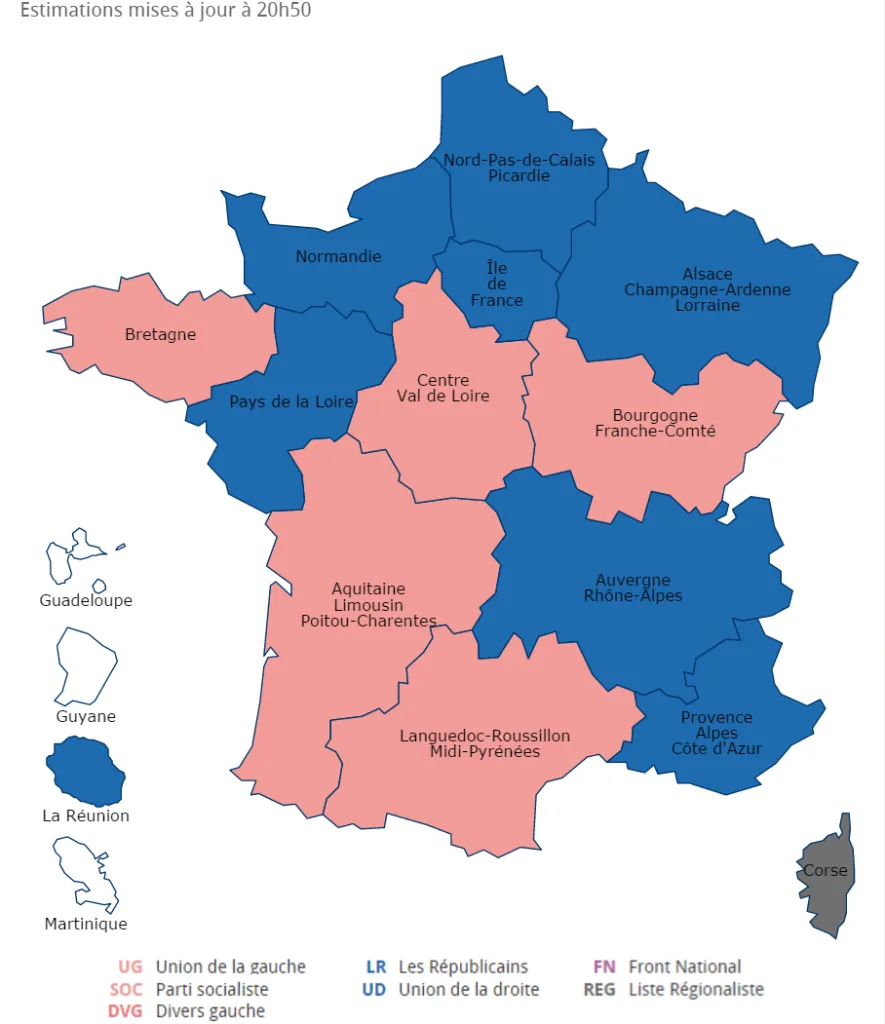 Estimations mises à jour à 20h50
Nord-Pas-de-Calais
Picardie
Normandie
Île
de
France
Alsace
Champagne-Ardenne
Lorraine
Bretagne
Centre
Val de Loire
Pays de la Loire
Bourgogne
Franche-Comté
Auvergne
Rhône-Alpes
Aquitaine
Limousin
Poitou-Charentes
Guadeloupe
Guyane
Languedoc-Roussillon
Midi-Pyrénées
Provence
Alpes
Côte d'Azur
La Réunion
Corse
Martinique
UG Union de la gauche LR Les Républicains FN Front National
SOC Parti socialiste UD Union de la droite REG Liste Régionaliste
DVG Divers gauche